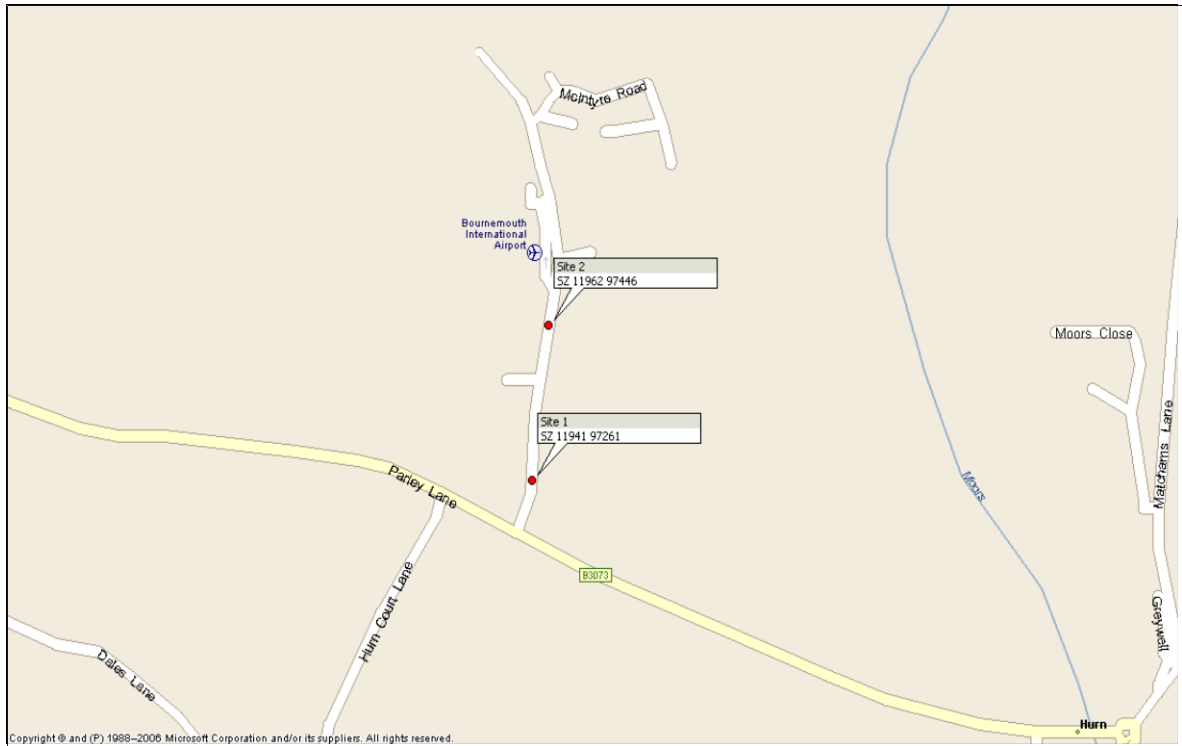 McIntyre Road
Bournemouth
International
Airport
Site 2
SZ 11962 97446
Moors Close
Matchams Lane
Site 1
SZ 11941 97261
Parley Lane
Moors
B3073
Hurn Court Lane
Greywell
Dales Lane
Hurn
Copyright © and (P) 1988–2006 Microsoft Corporation and/or its suppliers. All rights reserved.